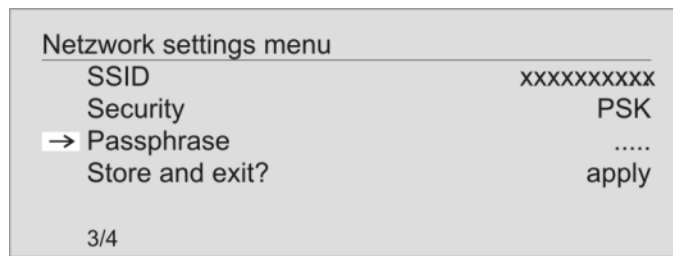 Netzwork settings menu
SSID xxxxxxxxxx
Security PSK
→ Passphrase .....
Store and exit? apply
3/4